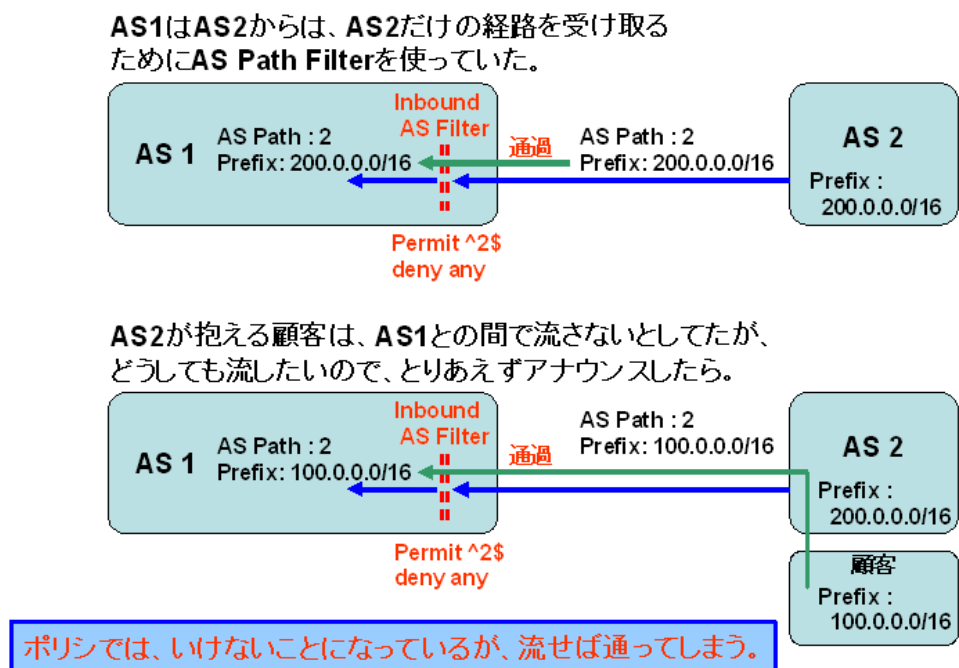 AS1はAS2からは、AS2だけの経路を受け取る
ためにAS Path Filterを使っていた。
Inbound
AS Filter
AS 1
AS Path : 2
Prefix: 200.0.0.0/16
通過
AS Path : 2
Prefix: 200.0.0.0/16
AS 2
Prefix :
200.0.0.0/16
Permit ^2$
deny any
AS2が抱える顧客は、AS1との間で流さないとしてたが、
どうしても流したいので、とりあえずアナウンスしたら。
Inbound
AS Filter
AS 1
AS Path : 2
Prefix: 100.0.0.0/16
通過
AS Path : 2
Prefix: 100.0.0.0/16
AS 2
Prefix :
200.0.0.0/16
Permit ^2$
deny any
顧客
Prefix :
100.0.0.0/16
ポリシでは、いけないことになっているが、流せば通ってしまう。